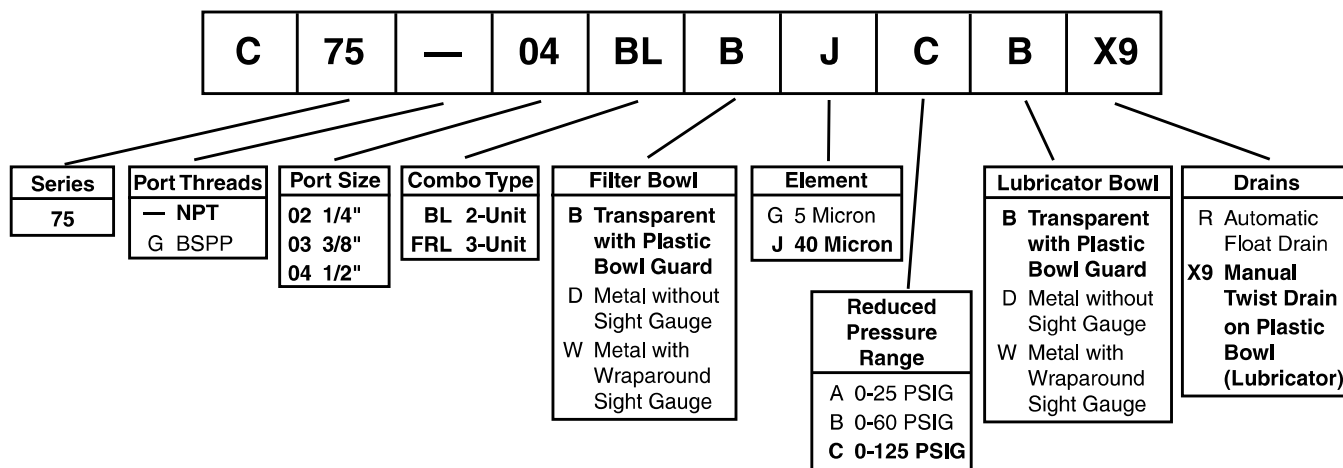 C 75 — 04 BL B J C B X9
Series
75
Port Threads
— NPT
G BSPP
Port Size
02 1/4"
03 3/8"
04 1/2"
Combo Type
BL 2-Unit
FRL 3-Unit
Filter Bowl
B Transparent
with Plastic
Bowl Guard
D Metal without
Sight Gauge
W Metal with
Wraparound
Sight Gauge
Element
G 5 Micron
J 40 Micron
Reduced
Pressure
Range
A 0-25 PSIG
B 0-60 PSIG
C 0-125 PSIG
Lubricator Bowl
B Transparent
with Plastic
Bowl Guard
D Metal without
Sight Gauge
W Metal with
Wraparound
Sight Gauge
Drains
R Automatic
Float Drain
X9 Manual
Twist Drain
on Plastic
Bowl
(Lubricator)